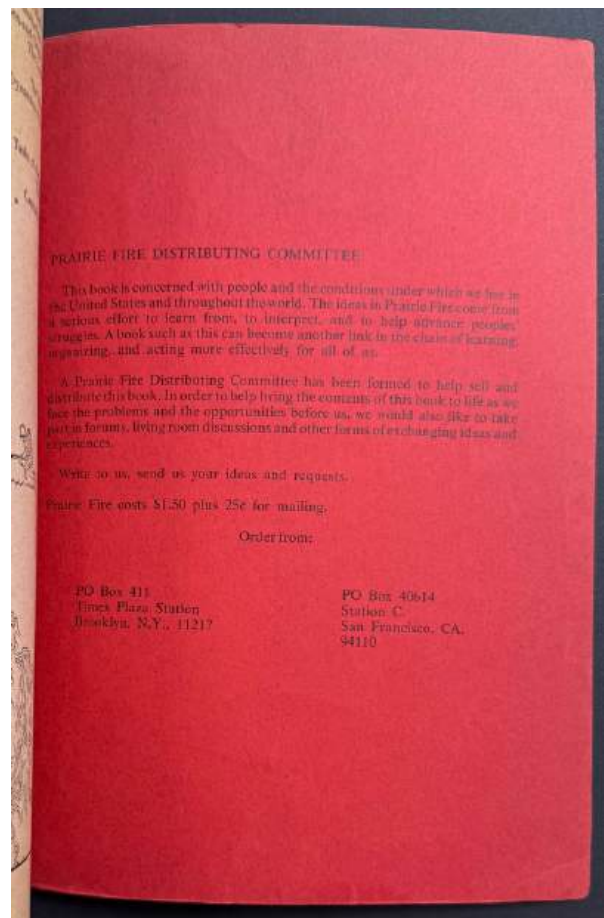 PRAIRIE FIRE DISTRIBUTING COMMITTEE
This book is concerned with people and the conditions under which we live in
the United States and throughout the world. The ideas in Prairie Fire come from
a serious effort to learn from, to interpret, and to help advance peoples'
struggles. A book such as this can become another link in the chain of learning,
organizing, and acting more effectively for all of us.
A Prairie Fire Distributing Committee has been formed to help sell and
distribute this book. In order to help bring the contents of this book to life as we
face the problems and the opportunities before us, we would also like to take
part in forums, living room discussions and other forms of exchanging ideas and
experiences.
Write to us, send us your ideas and requests.
Prairie Fire costs $1.50 plus 25¢ for mailing.
Order from:
PO Box 411
Times Plaza Station
Brooklyn, N.Y., 11217
PO Box 40614
Station C
San Francisco, CA.
94110